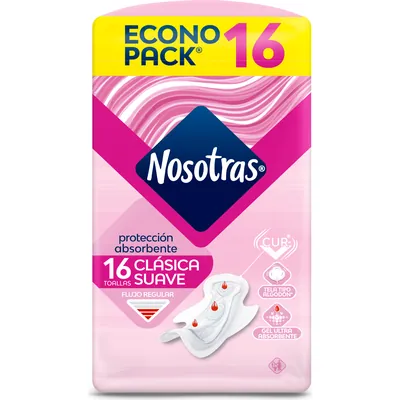 ECONO
PACK® 16
Nosotras®
protección
absorbente
16 CLÁSICA
TOALLAS SUAVE
FLUJO REGULAR
CUR
TELA TIPO
ALGODÓN
GEL ULTRA
ABSORBENTE